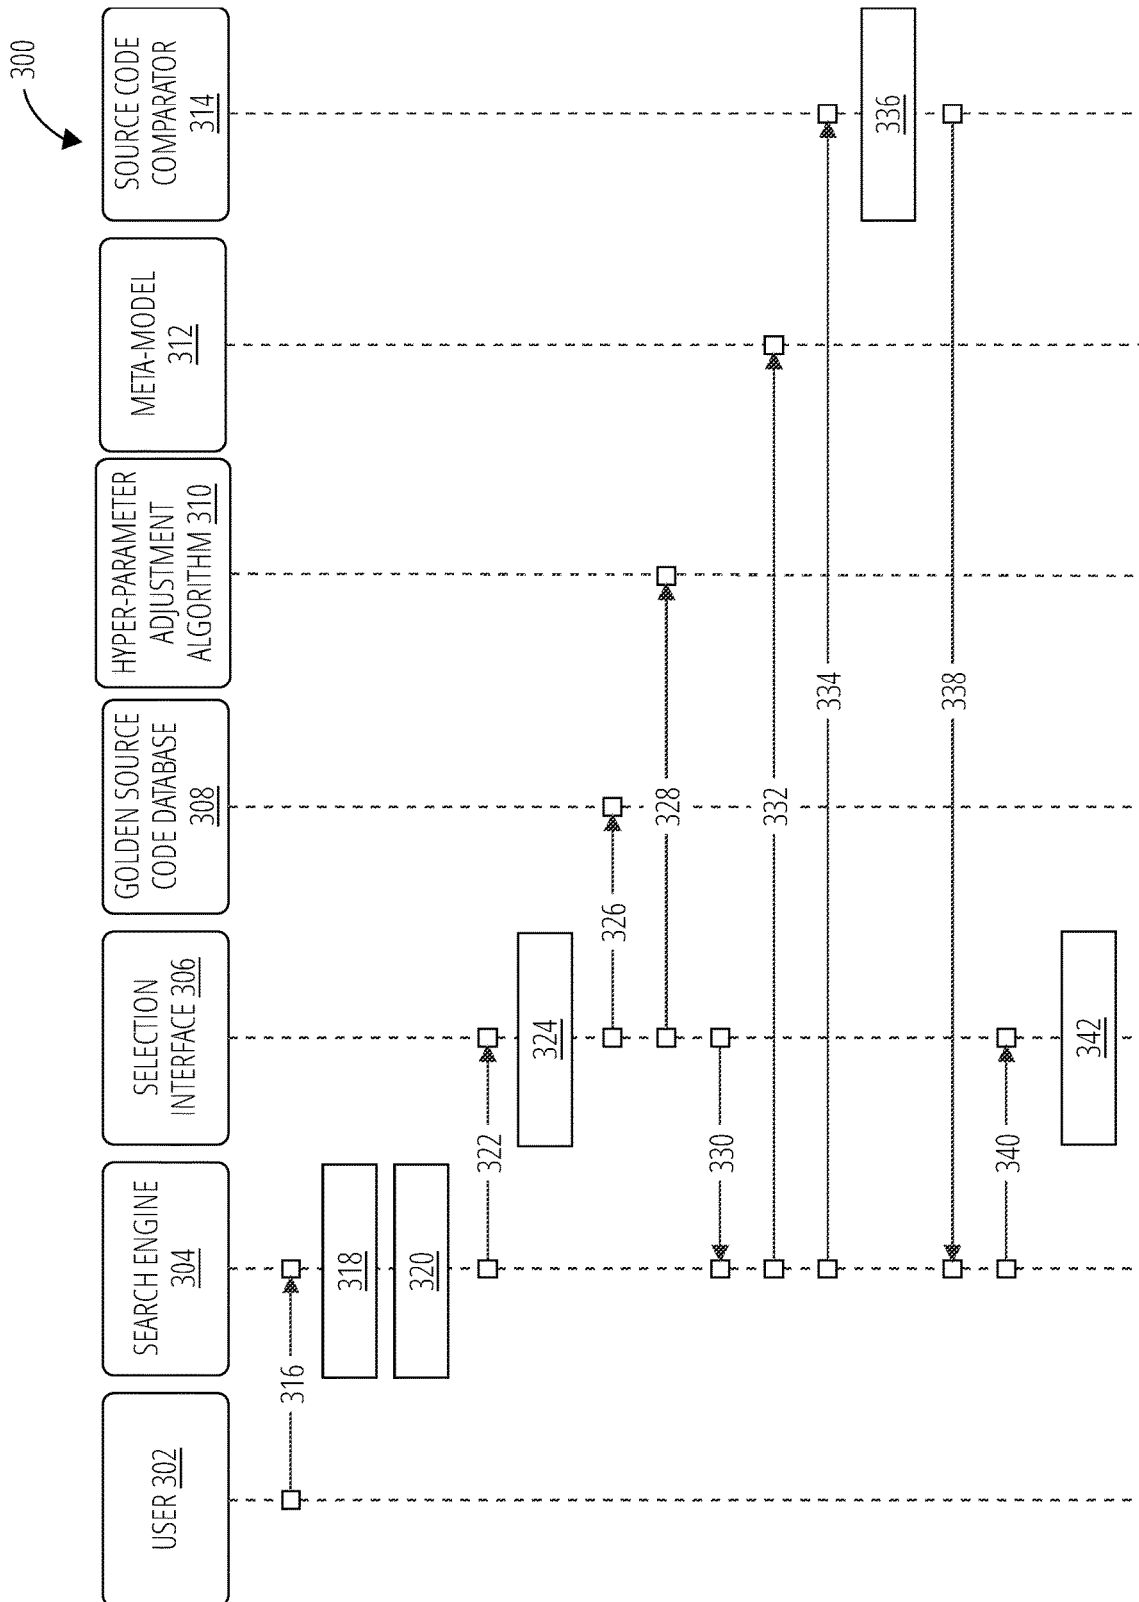 300
USER 302
SEARCH ENGINE
304
SELECTION
INTERFACE 306
GOLDEN SOURCE
CODE DATABASE
308
HYPER-PARAMETER
ADJUSTMENT
ALGORITHM 310
META-MODEL
312
SOURCE CODE
COMPARATOR
314
316
318
320
322
324
326
328
330
332
334
336
338
340
342